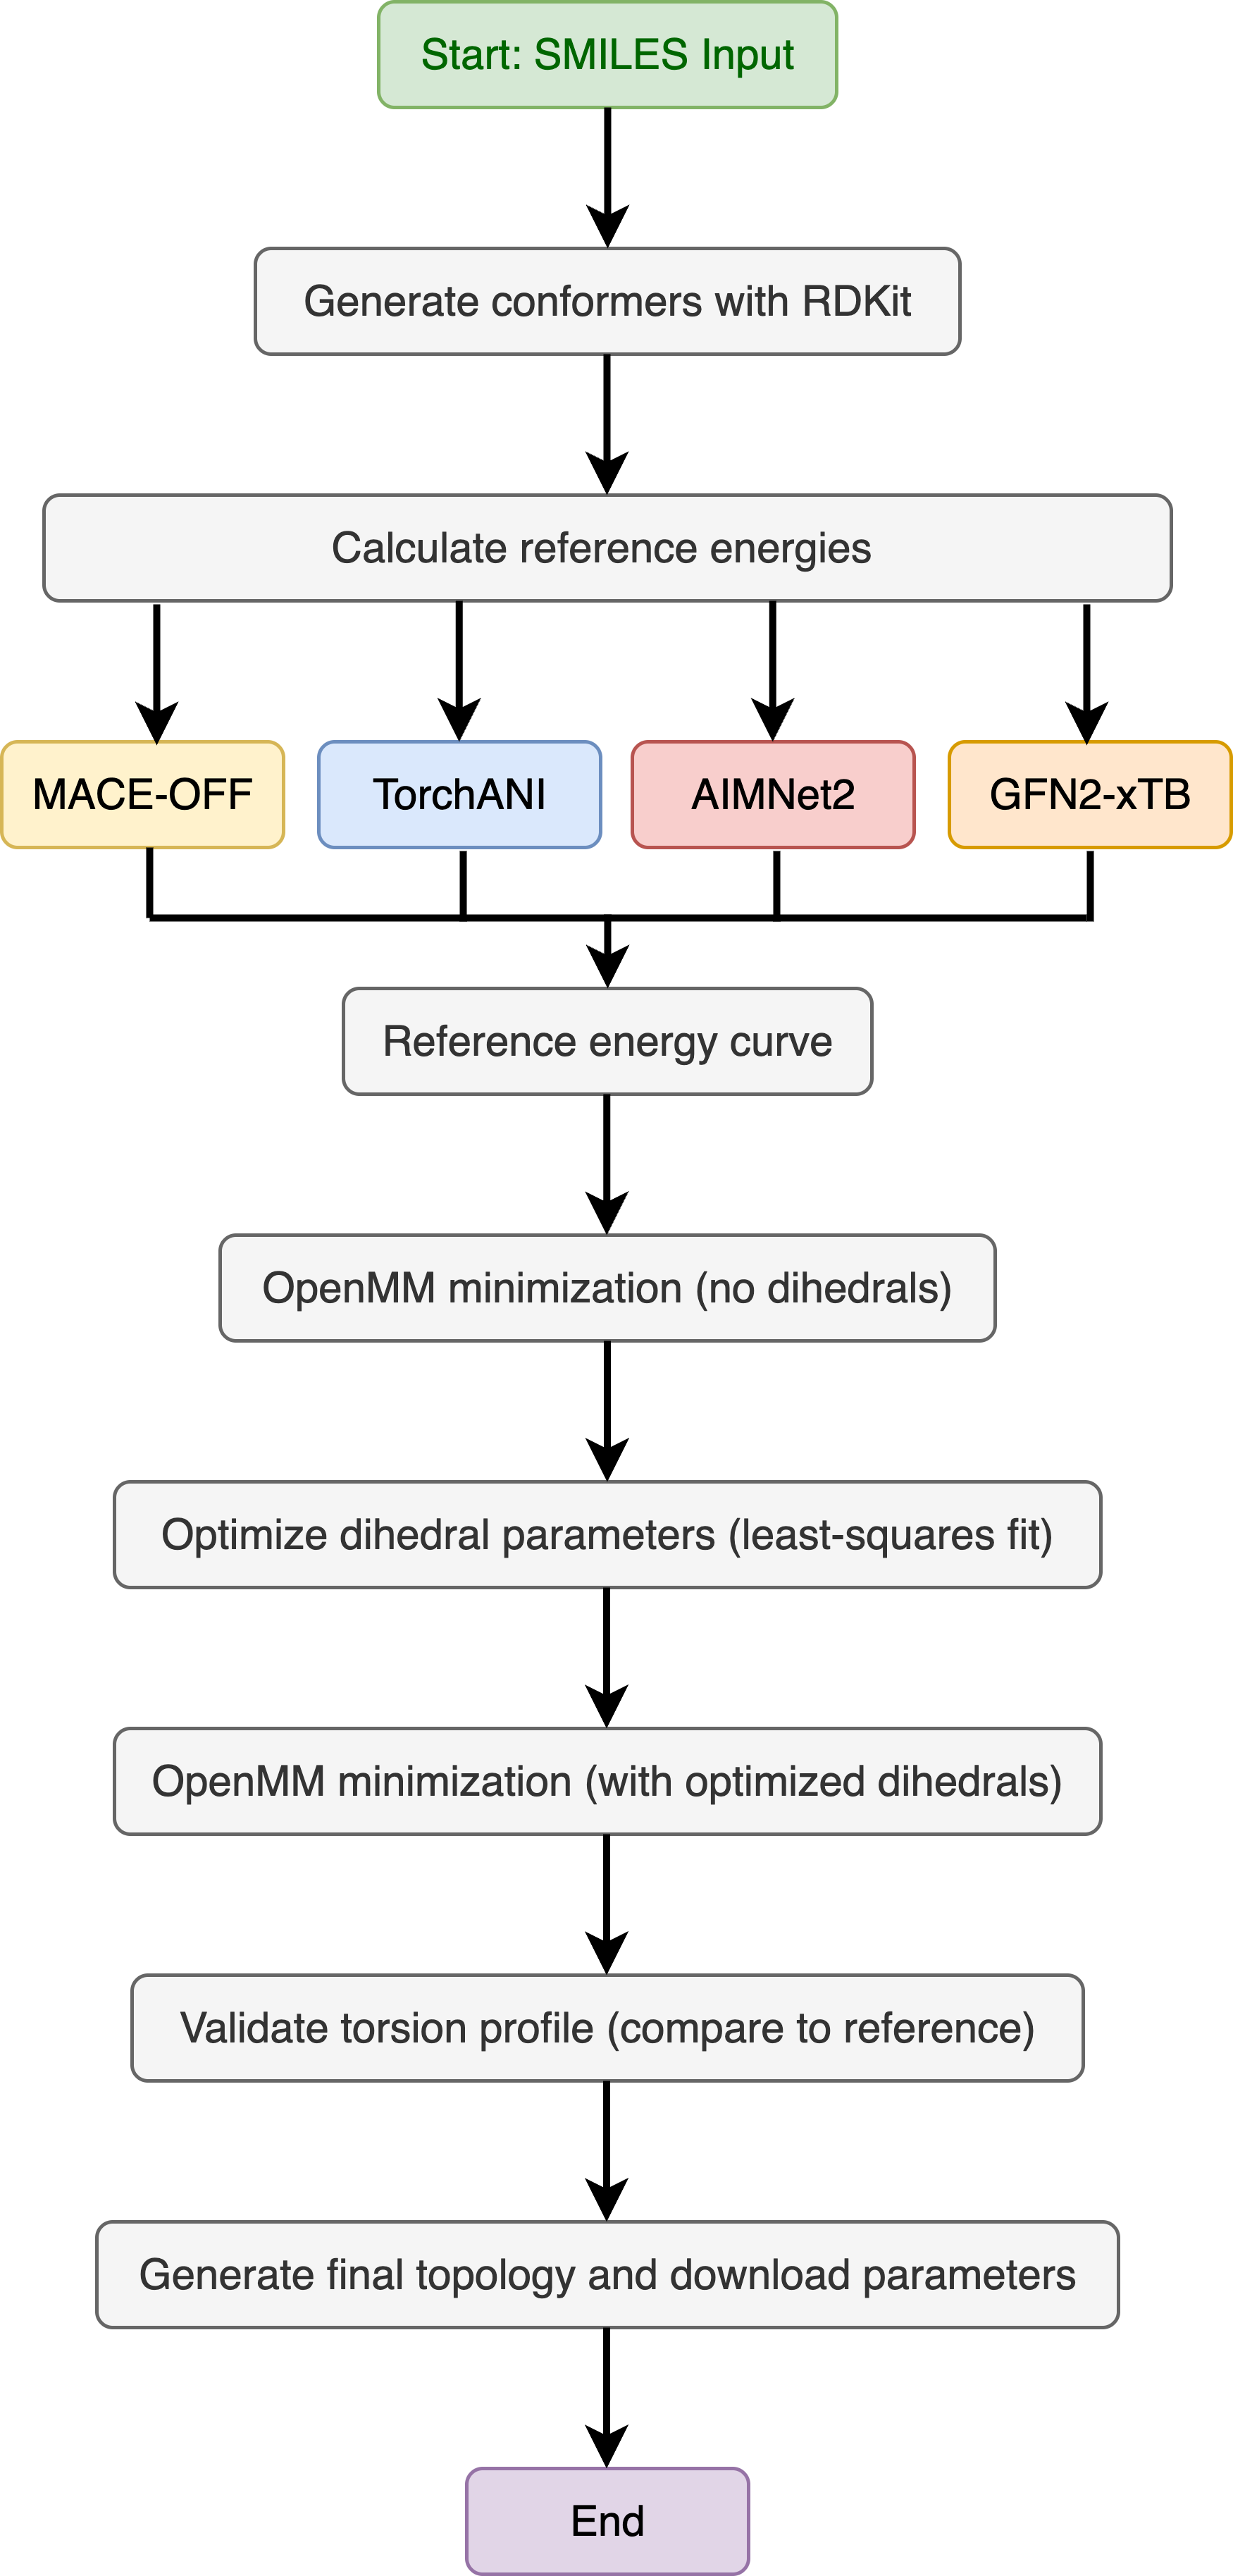 Start: SMILES Input
Generate conformers with RDKit
Calculate reference energies
MACE-OFF
TorchANI
AIMNet2
GFN2-xTB
Reference energy curve
OpenMM minimization (no dihedrals)
Optimize dihedral parameters (least-squares fit)
OpenMM minimization (with optimized dihedrals)
Validate torsion profile (compare to reference)
Generate final topology and download parameters
End